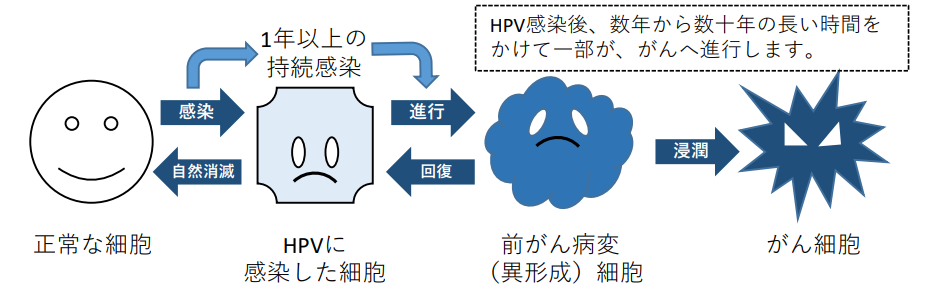 HPV感染後、数年から数十年の長い時間を
かけて一部が、がんへ進行します。
1年以上の
持続感染
感染
進行
浸潤
自然消滅
回復
正常な細胞
HPVに
感染した細胞
前がん病変
（異形成）細胞
がん細胞